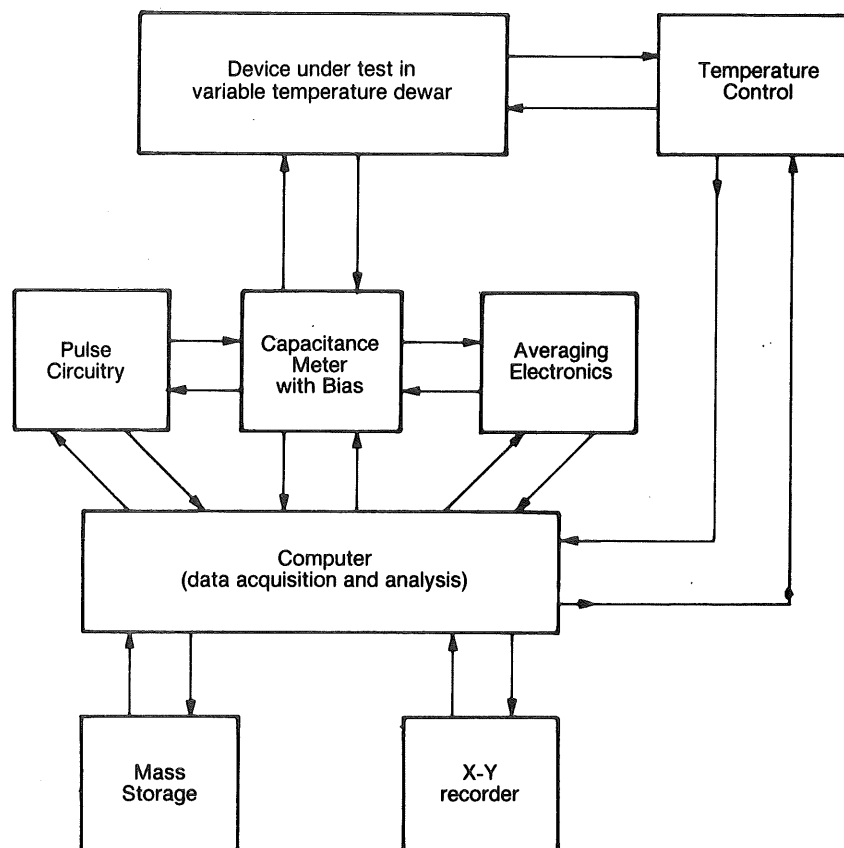 Device under test in
variable temperature dewar
Temperature
Control
Pulse
Circuitry
Capacitance
Meter
with Bias
Averaging
Electronics
Computer
(data acquisition and analysis)
Mass
Storage
X-Y
recorder